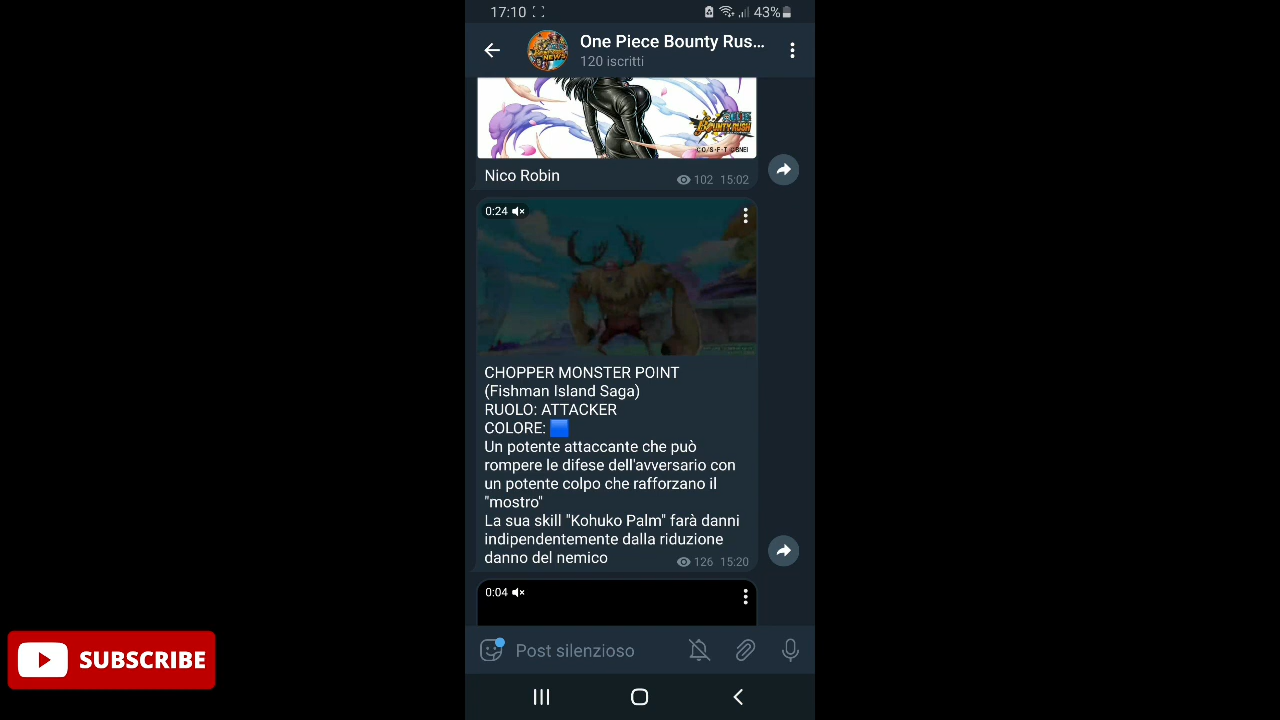 17:10
43%
One Piece Bounty Rus...
120 iscritti
NEWS
BOUNTY RUSH
Nico Robin
102 15:02
0:24
CHOPPER MONSTER POINT
(Fishman Island Saga)
RUOLO: ATTACKER
COLORE:
Un potente attaccante che può
rompere le difese dell'avversario con
un potente colpo che rafforzano il
"mostro"
La sua skill "Kohuko Palm" farà danni
indipendentemente dalla riduzione
danno del nemico
126 15:20
0:04
Post silenzioso
SUBSCRIBE